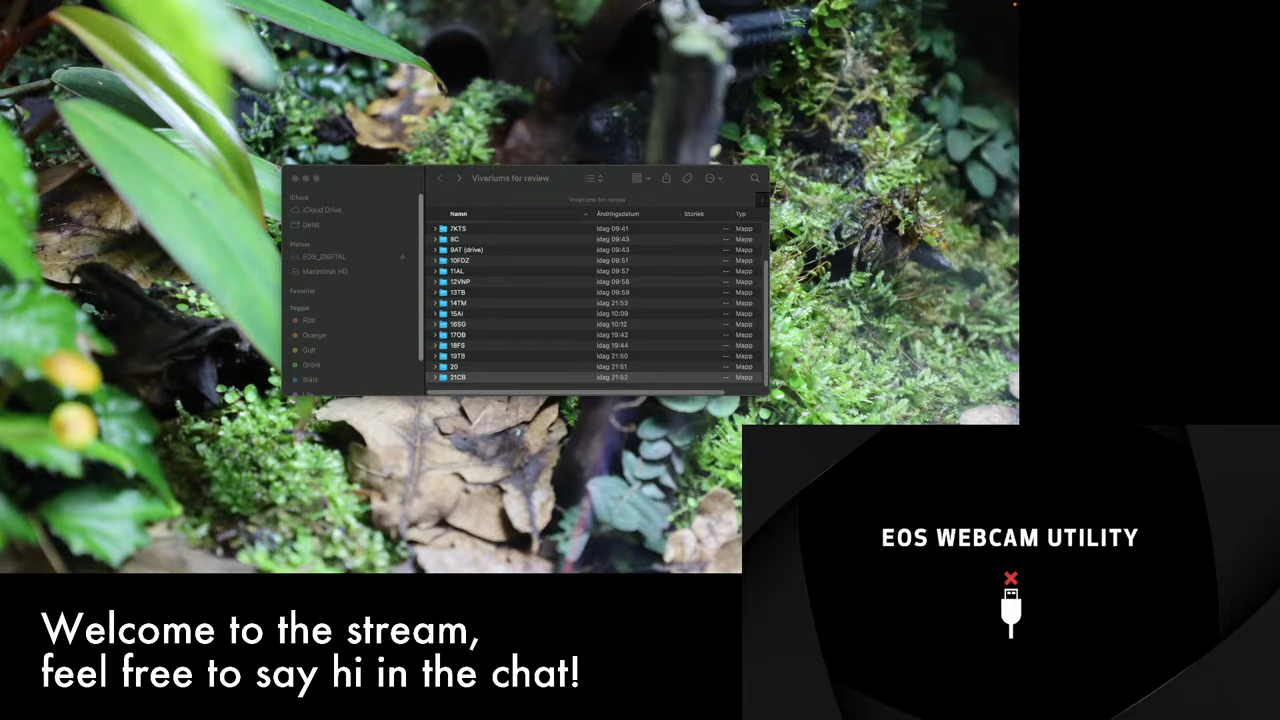 Vivariums for review
iCloud
iCloud Drive
Delat
Platser
EOS_DIGITAL
Macintosh HD
Favoriter
Taggar
Rött
Orange
Gult
Grönt
Blått
Vivariums for review
Name Ändringsdatum Storlek Typ
7KTS idag 09:41 -- Mapp
8C idag 09:43 -- Mapp
9AT (drive) idag 09:43 -- Mapp
10FDZ idag 09:51 -- Mapp
11AL idag 09:57 -- Mapp
12VNP idag 09:58 -- Mapp
13TB idag 09:59 -- Mapp
14TM idag 21:53 -- Mapp
15AI idag 10:09 -- Mapp
16SG idag 10:12 -- Mapp
17OB idag 19:42 -- Mapp
18FS idag 19:44 -- Mapp
19TB idag 21:50 -- Mapp
20 idag 21:51 -- Mapp
21CB idag 21:52 -- Mapp
EOS WEBCAM UTILITY
Welcome to the stream,
feel free to say hi in the chat!